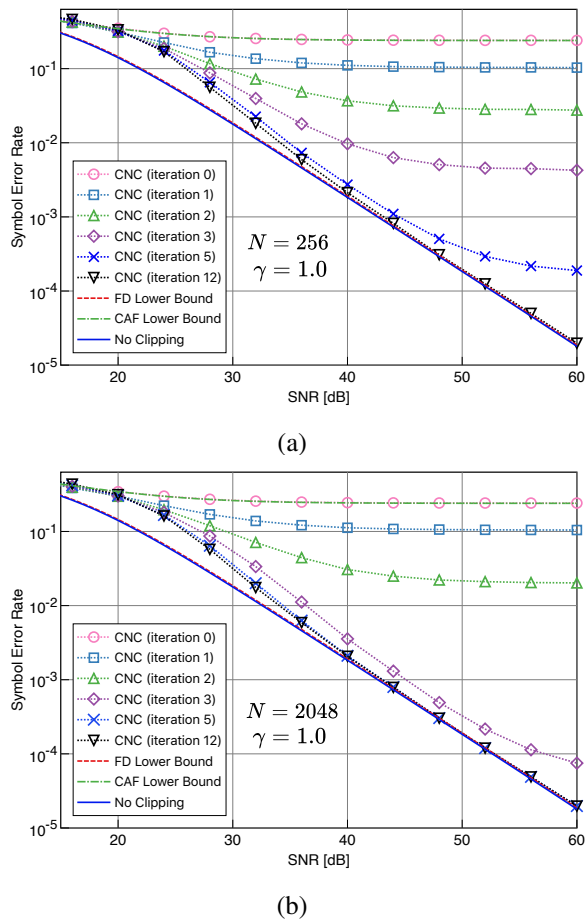 10^-1
10^-2
10^-3
10^-4
10^-5
Symbol Error Rate
CNC (iteration 0)
CNC (iteration 1)
CNC (iteration 2)
CNC (iteration 3)
CNC (iteration 5)
CNC (iteration 12)
FD Lower Bound
CAF Lower Bound
No Clipping
N = 256
γ = 1.0
20 30 40 50 60
SNR [dB]
(a)
10^-1
10^-2
10^-3
10^-4
10^-5
Symbol Error Rate
CNC (iteration 0)
CNC (iteration 1)
CNC (iteration 2)
CNC (iteration 3)
CNC (iteration 5)
CNC (iteration 12)
FD Lower Bound
CAF Lower Bound
No Clipping
N = 2048
γ = 1.0
20 30 40 50 60
SNR [dB]
(b)